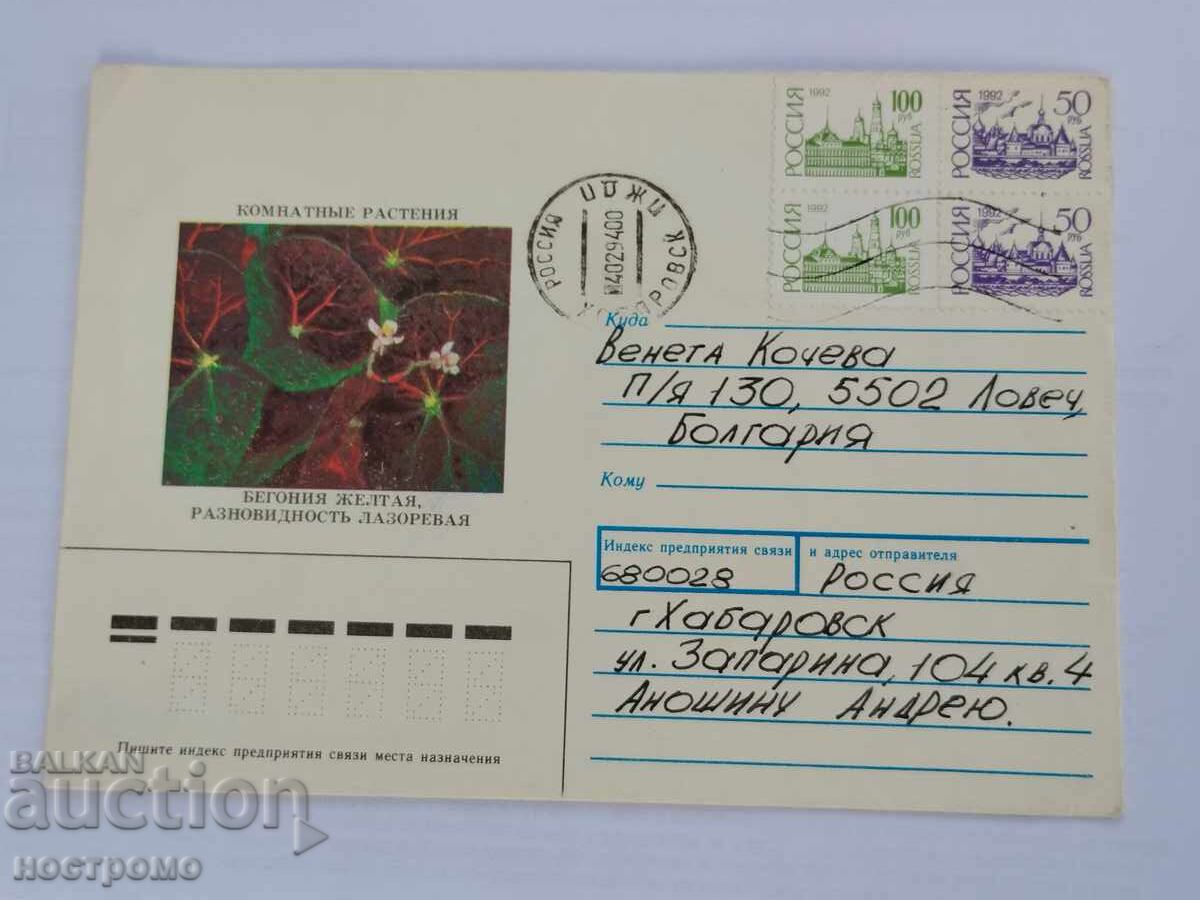 РОССИЯ 1992 100 руб ROSSIJA
РОССИЯ 1992 50 руб ROSSIJA
РОССИЯ 1992 100 руб ROSSIJA
РОССИЯ 1992 50 руб ROSSIJA
РОССИЯ ПДЖИ
КОМНАТНЫЕ РАСТЕНИЯ
БЕГОНИЯ ЖЕЛТАЯ,
РАЗНОВИДНОСТЬ ЛАЗОРЕВАЯ
Куда
Венета Кочева
П/я 130, 5502 Ловеч,
Болгария
Кому
Индекс предприятия связи и адрес отправителя
680028 Россия
г Хабаровск
ул. Запарина, 104 кв. 4
Аношину Андрею.
Пишите индекс предприятия связи места назначения
BALKAN
auction
ностромо